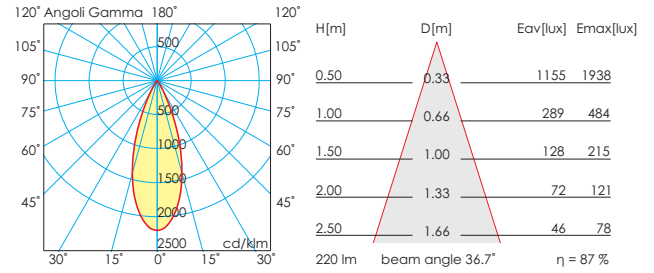 120° Angoli Gamma 180° 120°
105° 500 105°
90° 90°
75° 500 75°
60° 1000 60°
1500
45° 2000 45°
2500 cd/klm
30° 15° 0° 15° 30°
H[m] D[m] Eav[lux] Emax[lux]
0.50 0.33 1155 1938
1.00 0.66 289 484
1.50 1.00 128 215
2.00 1.33 72 121
2.50 1.66 46 78
220 lm beam angle 36.7° η = 87 %